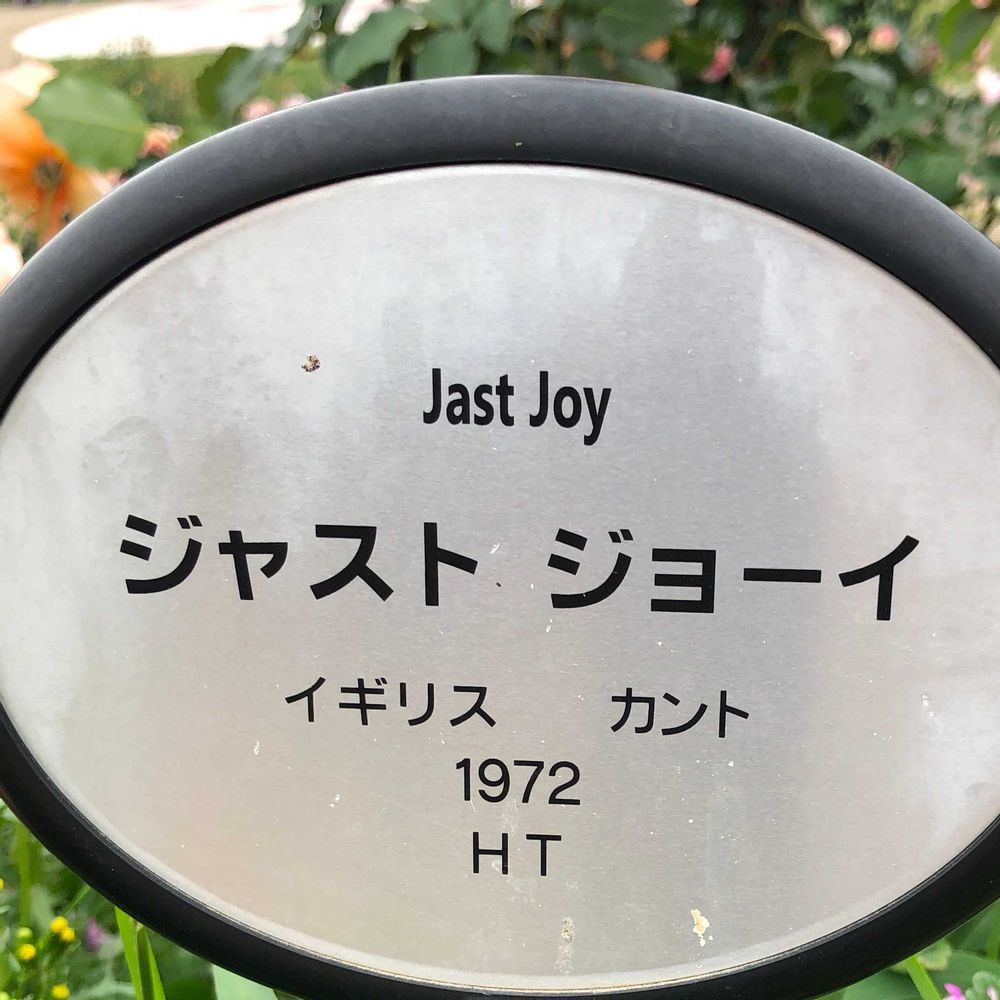 Jast Joy
ジャスト ジョーイ
イギリス　　カント
1972
HT